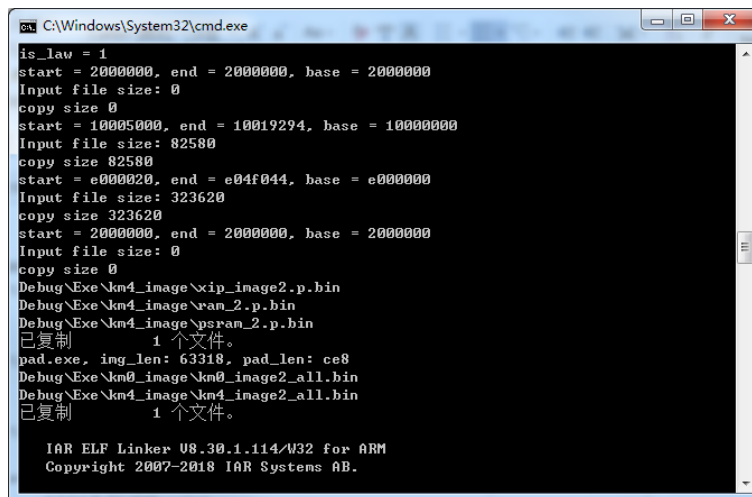 C:\Windows\System32\cmd.exe
is_law = 1
start = 2000000, end = 2000000, base = 2000000
Input file size: 0
copy size 0
start = 10005000, end = 10019294, base = 10000000
Input file size: 82580
copy size 82580
start = e000020, end = e04f044, base = e000000
Input file size: 323620
copy size 323620
start = 2000000, end = 2000000, base = 2000000
Input file size: 0
copy size 0
Debug\Exe\km4_image\xip_image2.p.bin
Debug\Exe\km4_image\ram_2.p.bin
Debug\Exe\km4_image\psram_2.p.bin
已复制         1 个文件。
pad.exe, img_len: 63318, pad_len: ce8
Debug\Exe\km0_image\km0_image2_all.bin
Debug\Exe\km4_image\km4_image2_all.bin
已复制         1 个文件。
IAR ELF Linker V8.30.1.114/W32 for ARM
Copyright 2007-2018 IAR Systems AB.